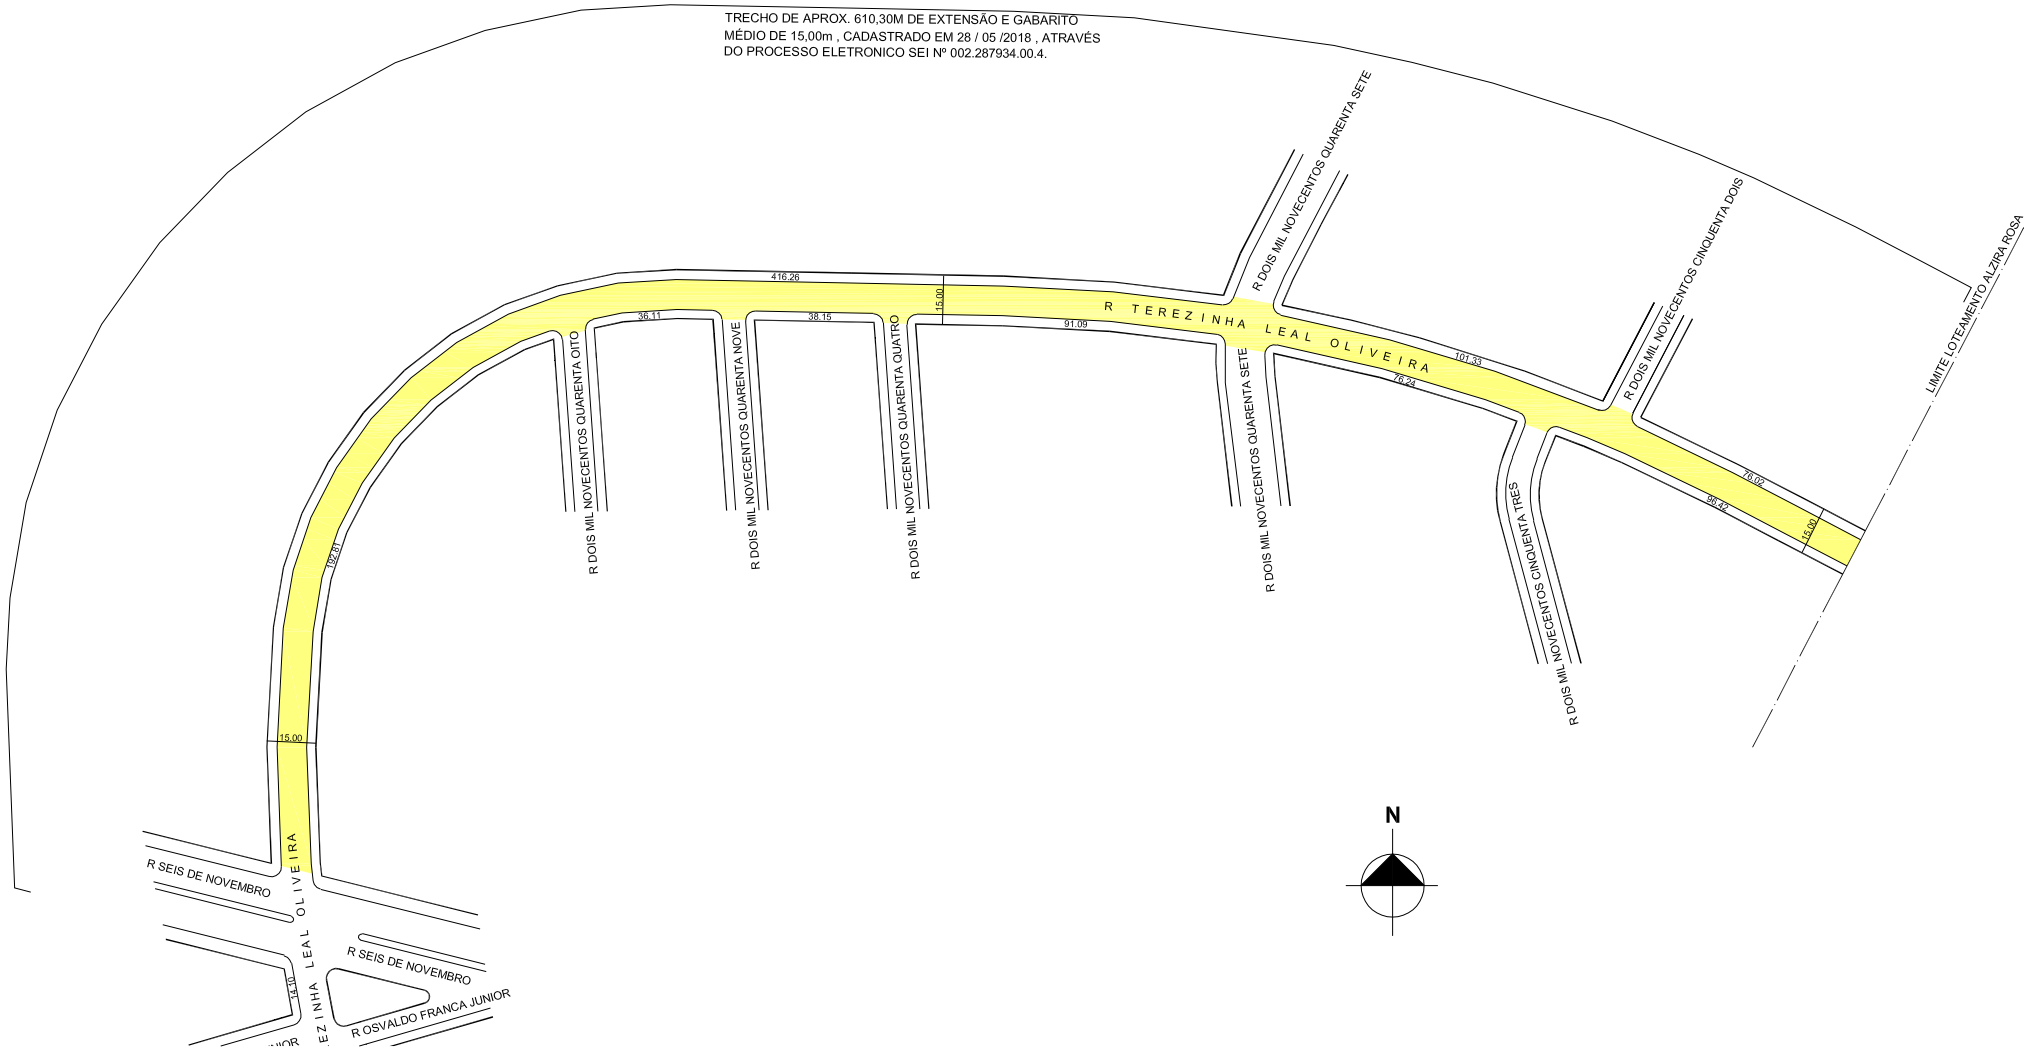 TRECHO DE APROX. 610,30M DE EXTENSÃO E GABARITO
MÉDIO DE 15,00m , CADASTRADO EM 28 / 05 /2018 , ATRAVÉS
DO PROCESSO ELETRONICO SEI Nº 002.287934.00.4.
R DOIS MIL NOVECENTOS QUARENTA SETE
R DOIS MIL NOVECENTOS CINQUENTA DOIS
LIMITE LOTEAMENTO ALZIRA ROSA
416.26
15.00
R TEREZINHA LEAL OLIVEIRA
36.11
38.15
91.09
101.33
76.24
76.02
96.42
15.00
R DOIS MIL NOVECENTOS QUARENTA OITO
R DOIS MIL NOVECENTOS QUARENTA NOVE
R DOIS MIL NOVECENTOS QUARENTA QUATRO
R DOIS MIL NOVECENTOS QUARENTA SETE
R DOIS MIL NOVECENTOS CINQUENTA TRES
192.81
15.00
N
R SEIS DE NOVEMBRO
EZINHA LEAL OLIVEIRA
R SEIS DE NOVEMBRO
14.10
R OSVALDO FRANCA JUNIOR
NIOR